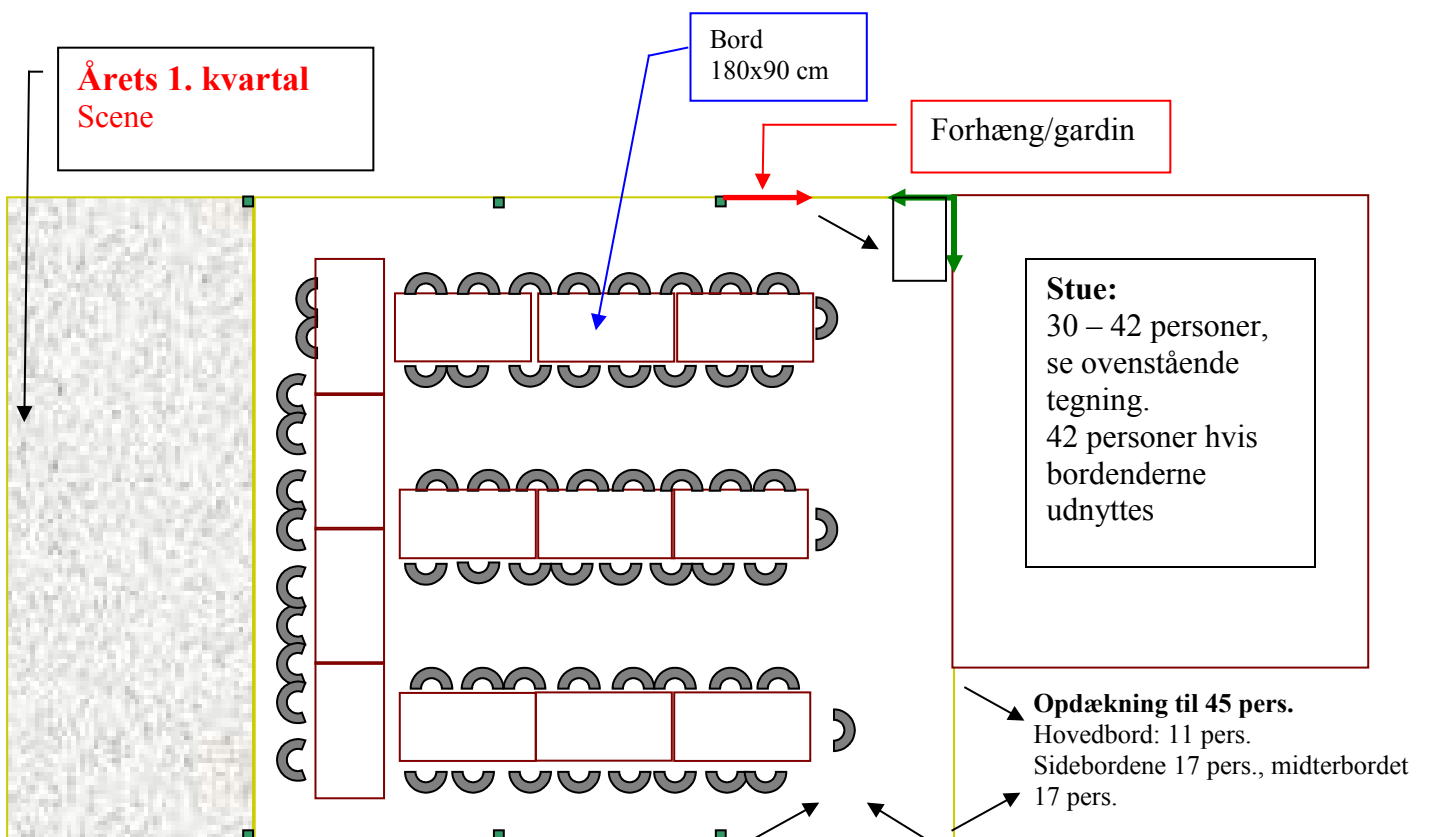 Årets 1. kvartal
Scene
Bord
180x90 cm
Forhæng/gardin
Stue:
30 – 42 personer,
se ovenstående
tegning.
42 personer hvis
bordenderne
udnyttes
Opdækning til 45 pers.
Hovedbord: 11 pers.
Sidebordene 17 pers., midterbordet
17 pers.